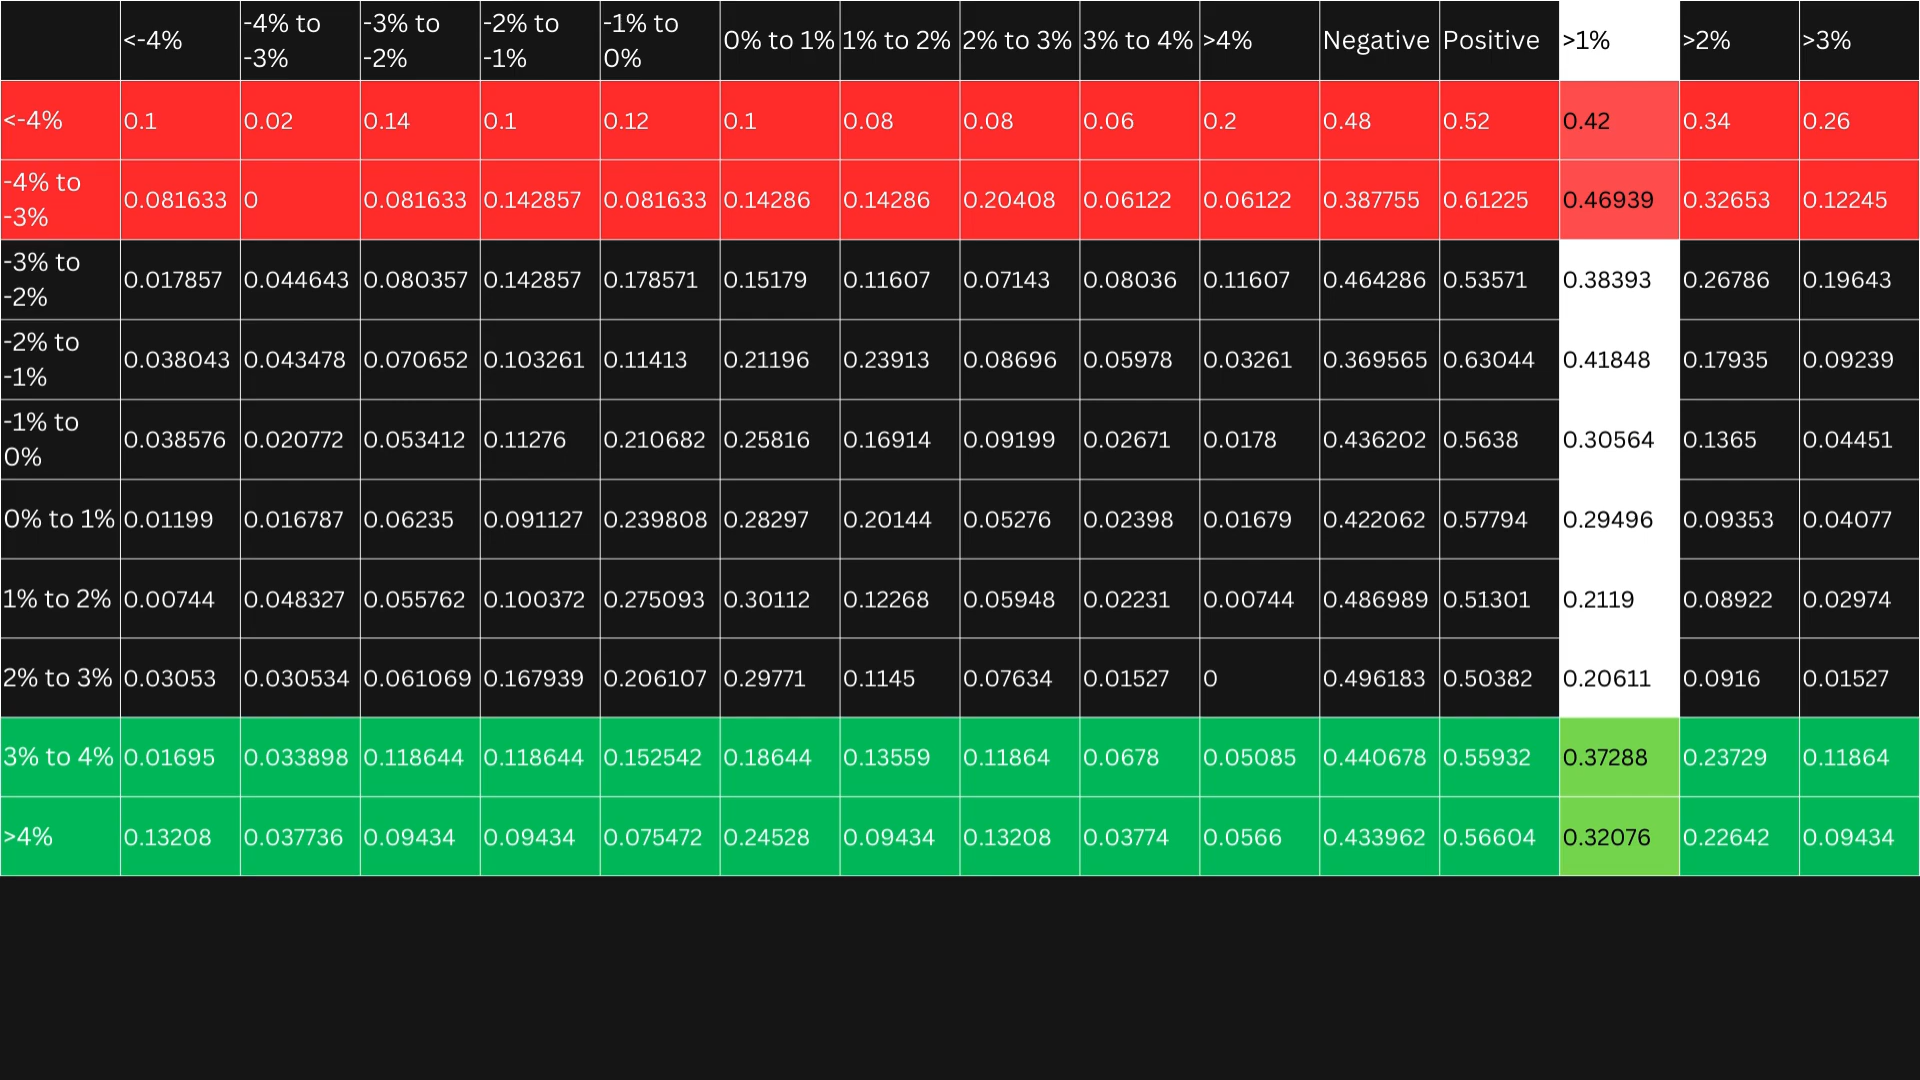 <-4% -4% to -3% -3% to -2% -2% to -1% -1% to 0% 0% to 1% 1% to 2% 2% to 3% 3% to 4% >4% Negative Positive >1% >2% >3%
<-4% 0.1 0.02 0.14 0.1 0.12 0.1 0.08 0.08 0.06 0.2 0.48 0.52 0.42 0.34 0.26
-4% to -3% 0.081633 0 0.081633 0.142857 0.081633 0.14286 0.14286 0.20408 0.06122 0.06122 0.387755 0.61225 0.46939 0.32653 0.12245
-3% to -2% 0.017857 0.044643 0.080357 0.142857 0.178571 0.15179 0.11607 0.07143 0.08036 0.11607 0.464286 0.53571 0.38393 0.26786 0.19643
-2% to -1% 0.038043 0.043478 0.070652 0.103261 0.11413 0.21196 0.23913 0.08696 0.05978 0.03261 0.369565 0.63044 0.41848 0.17935 0.09239
-1% to 0% 0.038576 0.020772 0.053412 0.11276 0.210682 0.25816 0.16914 0.09199 0.02671 0.0178 0.436202 0.5638 0.30564 0.1365 0.04451
0% to 1% 0.01199 0.016787 0.06235 0.091127 0.239808 0.28297 0.20144 0.05276 0.02398 0.01679 0.422062 0.57794 0.29496 0.09353 0.04077
1% to 2% 0.00744 0.048327 0.055762 0.100372 0.275093 0.30112 0.12268 0.05948 0.02231 0.00744 0.486989 0.51301 0.2119 0.08922 0.02974
2% to 3% 0.03053 0.030534 0.061069 0.167939 0.206107 0.29771 0.1145 0.07634 0.01527 0 0.496183 0.50382 0.20611 0.0916 0.01527
3% to 4% 0.01695 0.033898 0.118644 0.118644 0.152542 0.18644 0.13559 0.11864 0.0678 0.05085 0.440678 0.55932 0.37288 0.23729 0.11864
>4% 0.13208 0.037736 0.09434 0.09434 0.075472 0.24528 0.09434 0.13208 0.03774 0.0566 0.433962 0.56604 0.32076 0.22642 0.09434